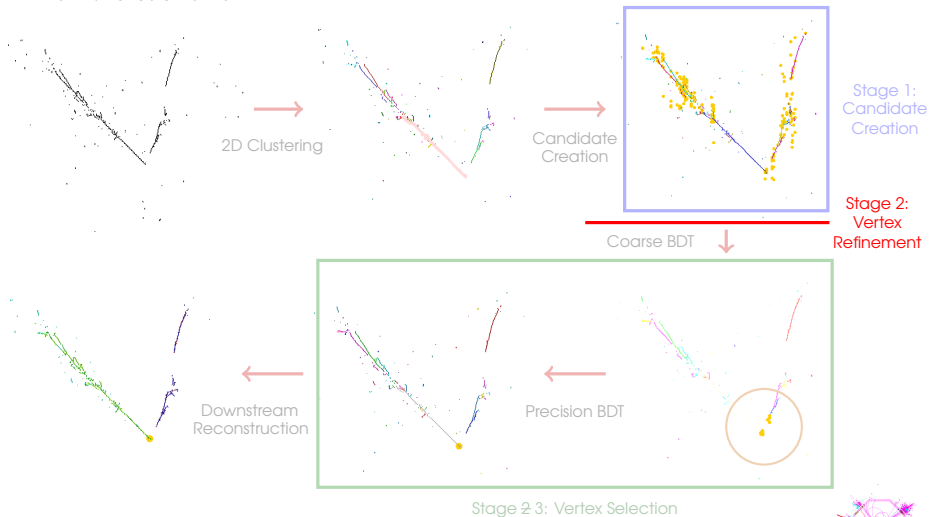 2D Clustering
Candidate
Creation
Stage 1:
Candidate
Creation
Stage 2:
Vertex
Refinement
Coarse BDT
Downstream
Reconstruction
Precision BDT
Stage 2 3: Vertex Selection